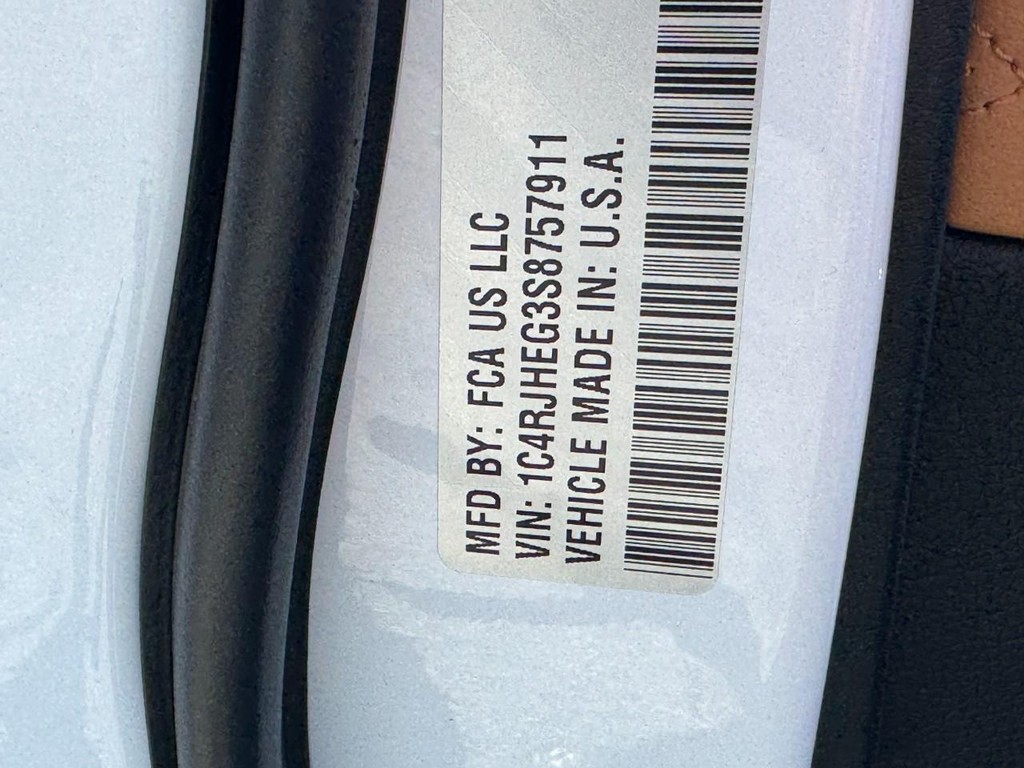 MFD BY: FCA US LLC
VIN: 1C4RJHEG3S8757911
VEHICLE MADE IN: U.S.A.